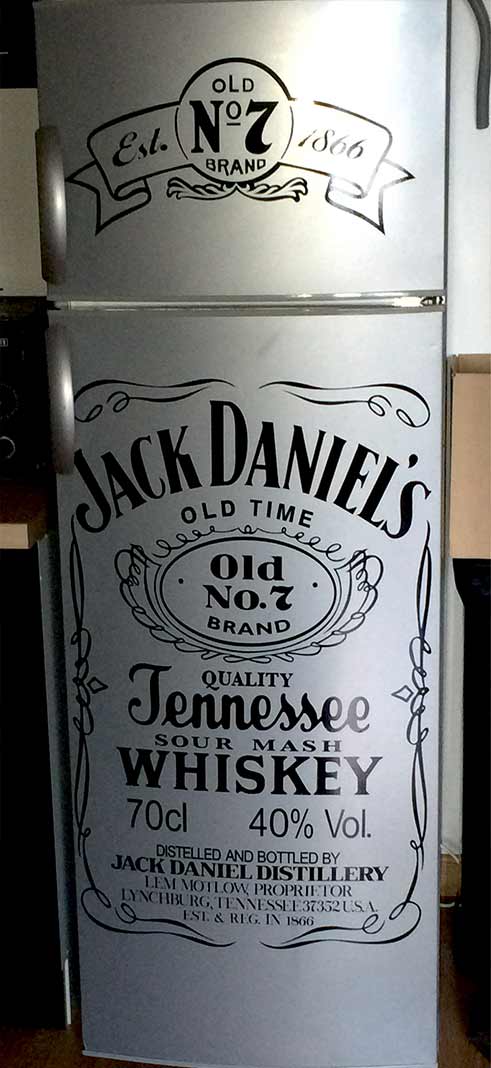 OLD
Est. Nº7 1866
BRAND
JACK DANIEL'S
OLD TIME
Old
No.7
BRAND
QUALITY
Tennessee
SOUR MASH
WHISKEY
70cl 40% Vol.
DISTELLED AND BOTTLED BY
JACK DANIEL DISTILLERY
LEM MOTLOW, PROPRIETOR
LYNCHBURG, TENNESSEE 37352 U.S.A.
EST. & REG. IN 1866